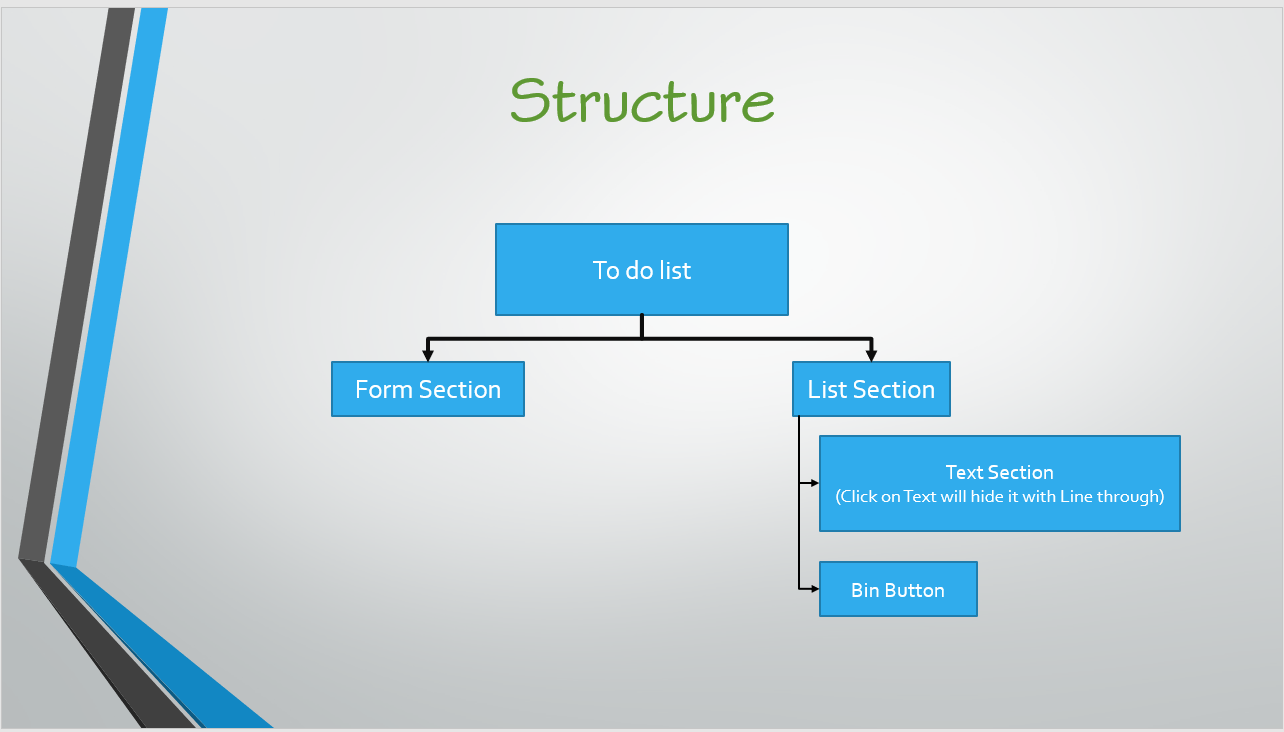 Structure
To do list
Form Section
List Section
Text Section
(Click on Text will hide it with Line through)
Bin Button